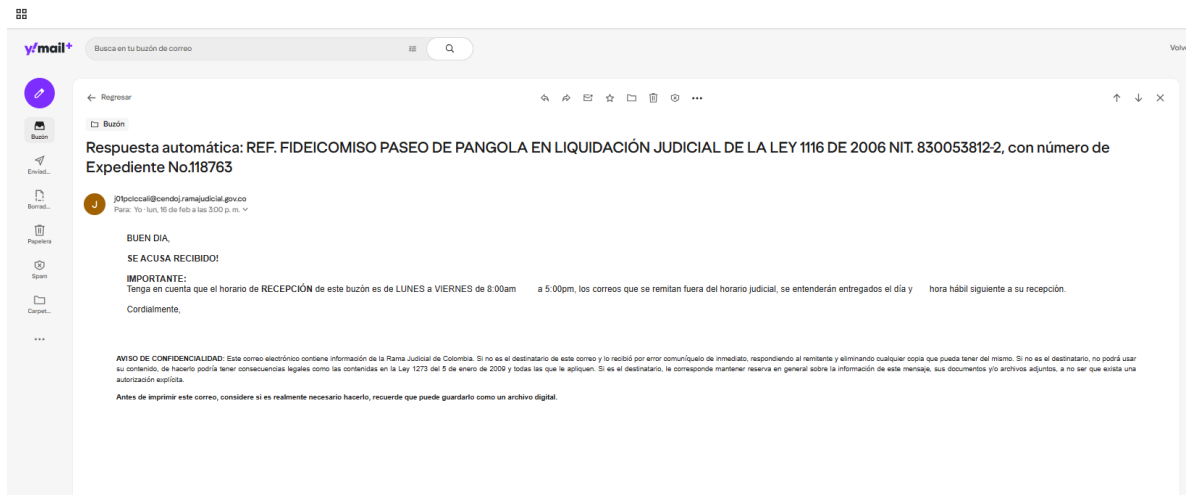 y!mail+
Busca en tu buzón de correo
Volve
Regresar
Buzón
Enviad...
Borrad...
Papelera
Spam
Carpet...
Buzón
Respuesta automática: REF. FIDEICOMISO PASEO DE PANGOLA EN LIQUIDACIÓN JUDICIAL DE LA LEY 1116 DE 2006 NIT. 830053812-2, con número de
Expediente No.118763
J
j01pclccali@cendoj.ramajudicial.gov.co
Para: Yo · lun, 16 de feb a las 3:00 p. m.
BUEN DIA,
SE ACUSA RECIBIDO!
IMPORTANTE:
Tenga en cuenta que el horario de RECEPCIÓN de este buzón es de LUNES a VIERNES de 8:00am a 5:00pm, los correos que se remitan fuera del horario judicial, se entenderán entregados el día y hora hábil siguiente a su recepción.
Cordialmente,
AVISO DE CONFIDENCIALIDAD: Este correo electrónico contiene información de la Rama Judicial de Colombia. Si no es el destinatario de este correo y lo recibió por error comuníquelo de inmediato, respondiendo al remitente y eliminando cualquier copia que pueda tener del mismo. Si no es el destinatario, no podrá usar
su contenido, de hacerlo podría tener consecuencias legales como las contenidas en la Ley 1273 del 5 de enero de 2009 y todas las que le apliquen. Si es el destinatario, le corresponde mantener reserva en general sobre la información de este mensaje, sus documentos y/o archivos adjuntos, a no ser que exista una
autorización explícita.
Antes de imprimir este correo, considere si es realmente necesario hacerlo, recuerde que puede guardarlo como un archivo digital.